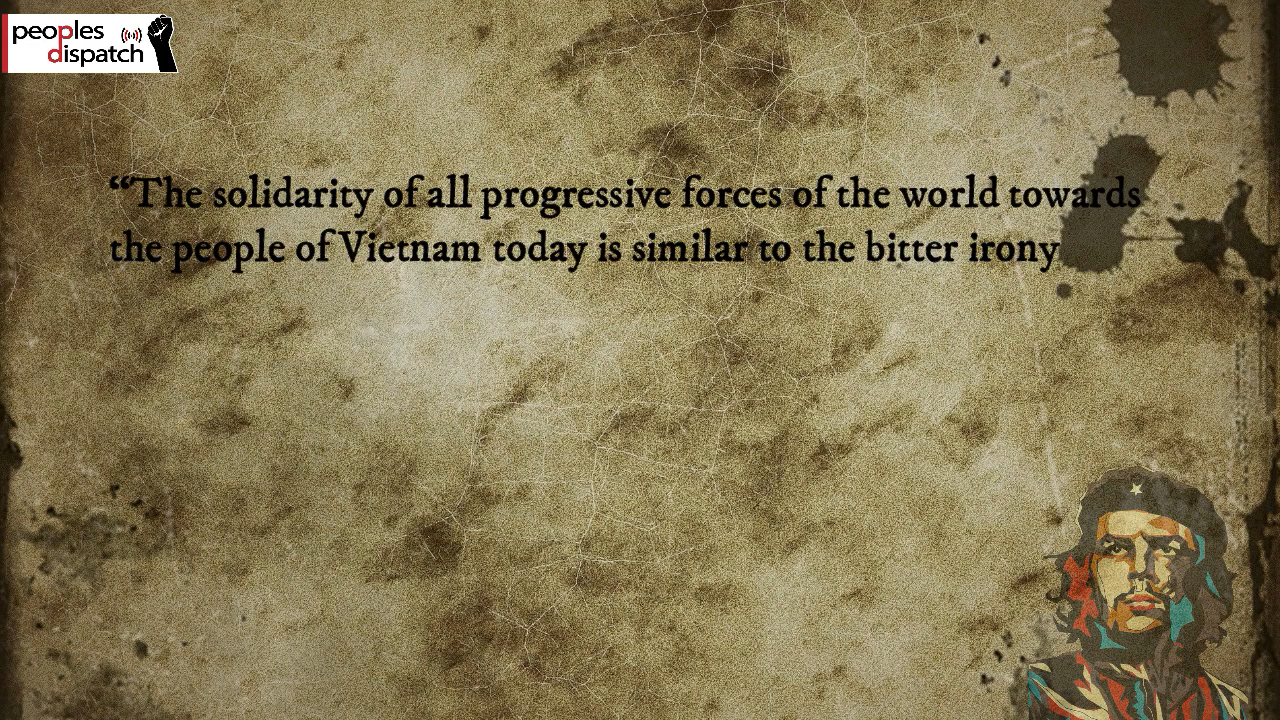 peoples
dispatch
“The solidarity of all progressive forces of the world towards
the people of Vietnam today is similar to the bitter irony